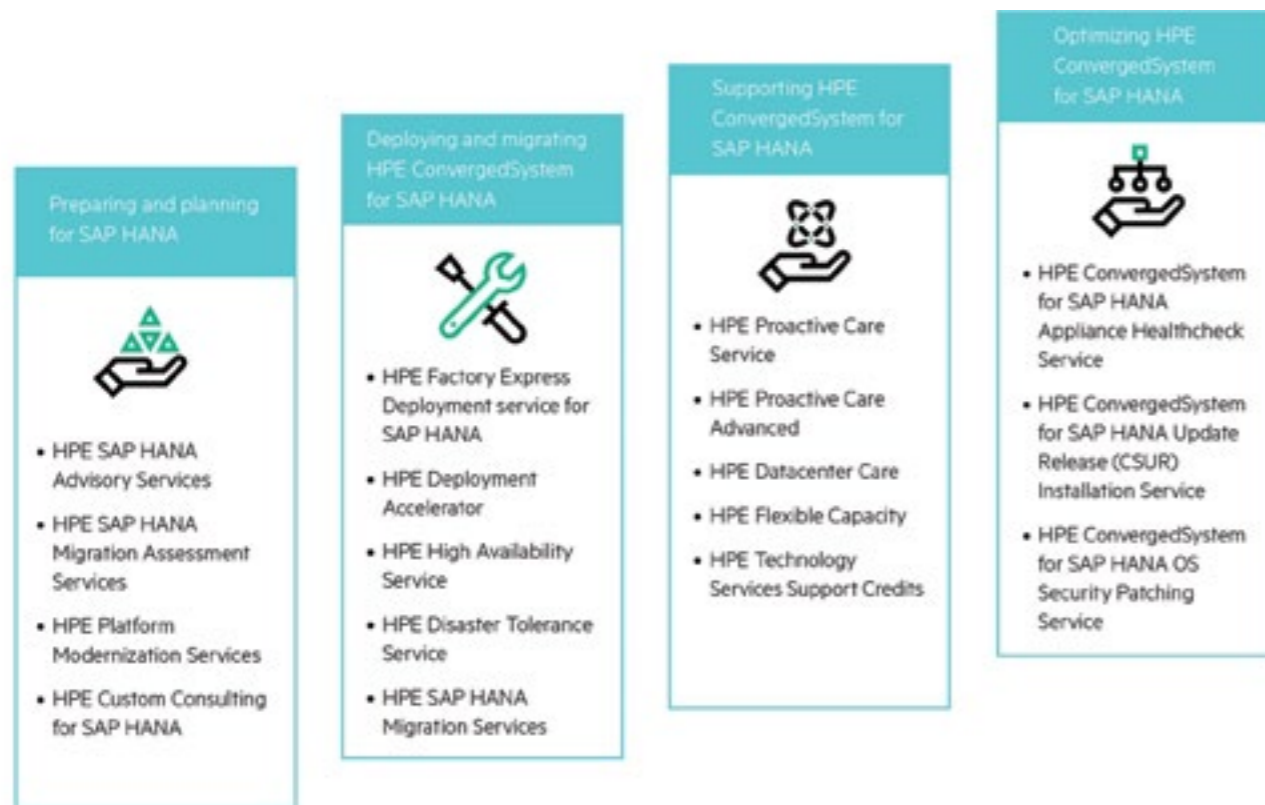 Preparing and planning
for SAP HANA
• HPE SAP HANA
Advisory Services
• HPE SAP HANA
Migration Assessment
Services
• HPE Platform
Modernization Services
• HPE Custom Consulting
for SAP HANA
Deploying and migrating
HPE ConvergedSystem
for SAP HANA
• HPE Factory Express
Deployment service for
SAP HANA
• HPE Deployment
Accelerator
• HPE High Availability
Service
• HPE Disaster Tolerance
Service
• HPE SAP HANA
Migration Services
Supporting HPE
ConvergedSystem for
SAP HANA
• HPE Proactive Care
Service
• HPE Proactive Care
Advanced
• HPE Datacenter Care
• HPE Flexible Capacity
• HPE Technology
Services Support Credits
Optimizing HPE
ConvergedSystem
for SAP HANA
• HPE ConvergedSystem
for SAP HANA
Appliance Healthcheck
Service
• HPE ConvergedSystem
for SAP HANA Update
Release (CSUR)
Installation Service
• HPE ConvergedSystem
for SAP HANA OS
Security Patching
Service